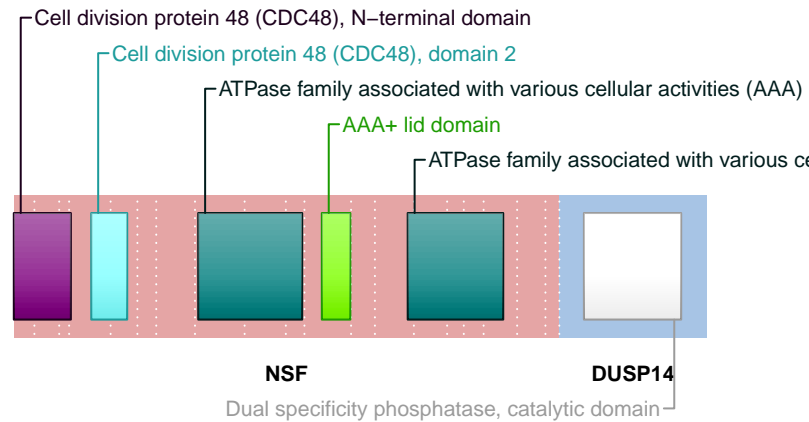 Cell division protein 48 (CDC48), N−terminal domain
Cell division protein 48 (CDC48), domain 2
ATPase family associated with various cellular activities (AAA)
AAA+ lid domain
ATPase family associated with various ce
NSF
DUSP14
Dual specificity phosphatase, catalytic domain